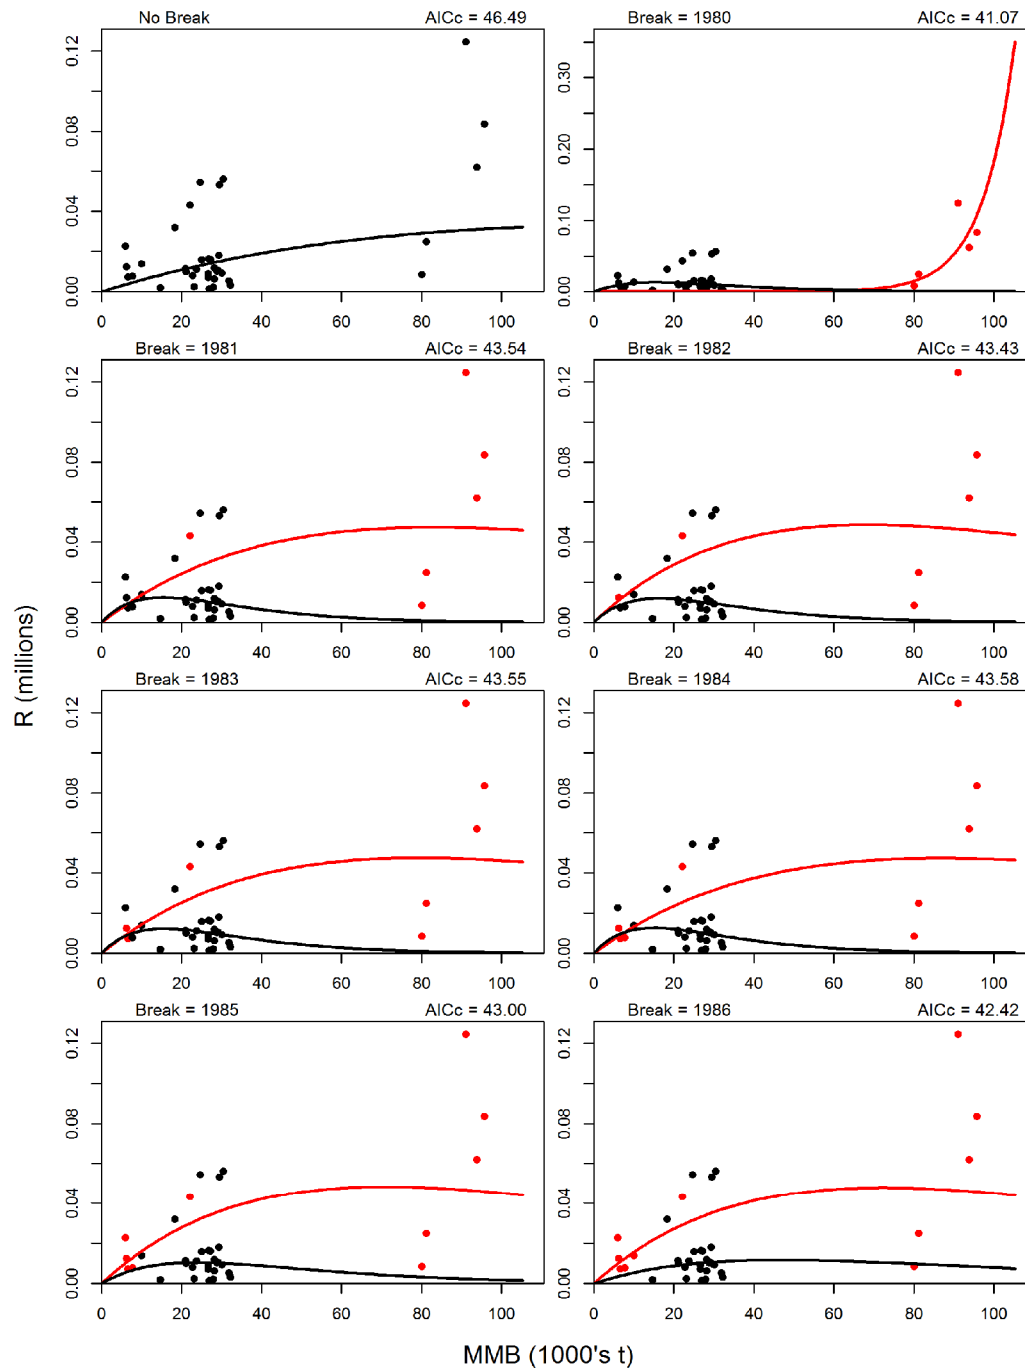 No Break AICc = 46.49
Break = 1980 AICc = 41.07
0.00 0.04 0.08 0.12
0 20 40 60 80 100
0.00 0.10 0.20 0.30
0 20 40 60 80 100
Break = 1981 AICc = 43.54
Break = 1982 AICc = 43.43
0.00 0.04 0.08 0.12
0 20 40 60 80 100
0.00 0.04 0.08 0.12
0 20 40 60 80 100
Break = 1983 AICc = 43.55
Break = 1984 AICc = 43.58
0.00 0.04 0.08 0.12
0 20 40 60 80 100
0.00 0.04 0.08 0.12
0 20 40 60 80 100
Break = 1985 AICc = 43.00
Break = 1986 AICc = 42.42
0.00 0.04 0.08 0.12
0 20 40 60 80 100
0.00 0.04 0.08 0.12
0 20 40 60 80 100
R (millions)
MMB (1000's t)